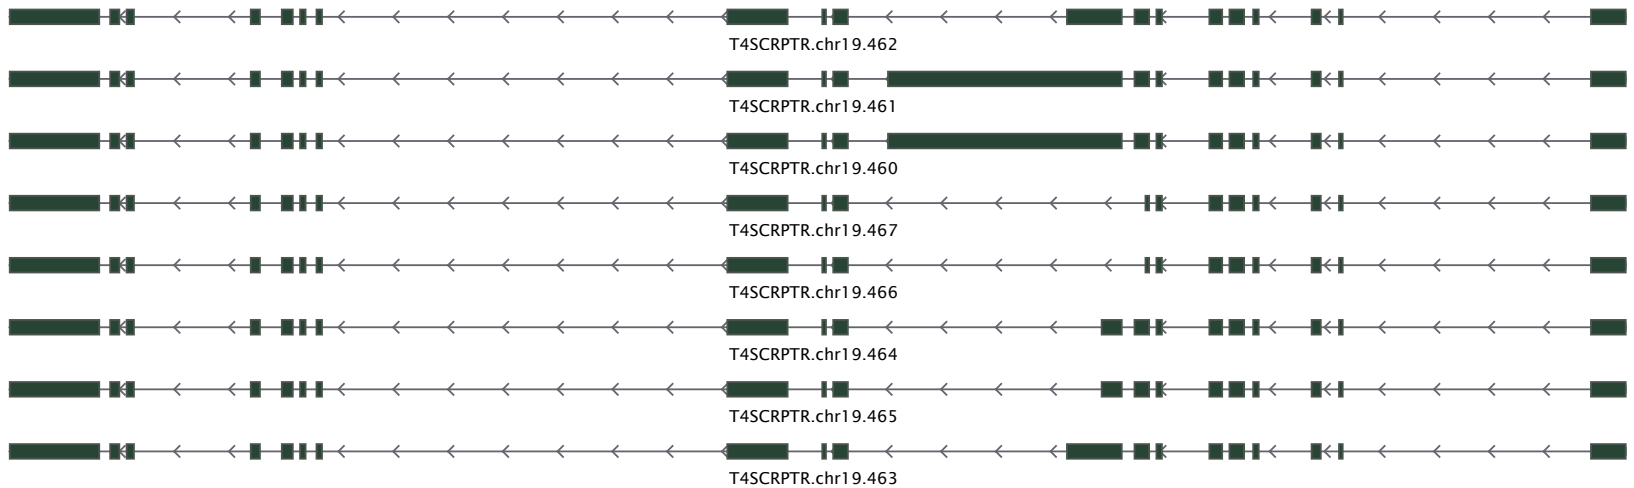 T4SCRPTR.chr19.462
T4SCRPTR.chr19.461
T4SCRPTR.chr19.460
T4SCRPTR.chr19.467
T4SCRPTR.chr19.466
T4SCRPTR.chr19.464
T4SCRPTR.chr19.465
T4SCRPTR.chr19.463